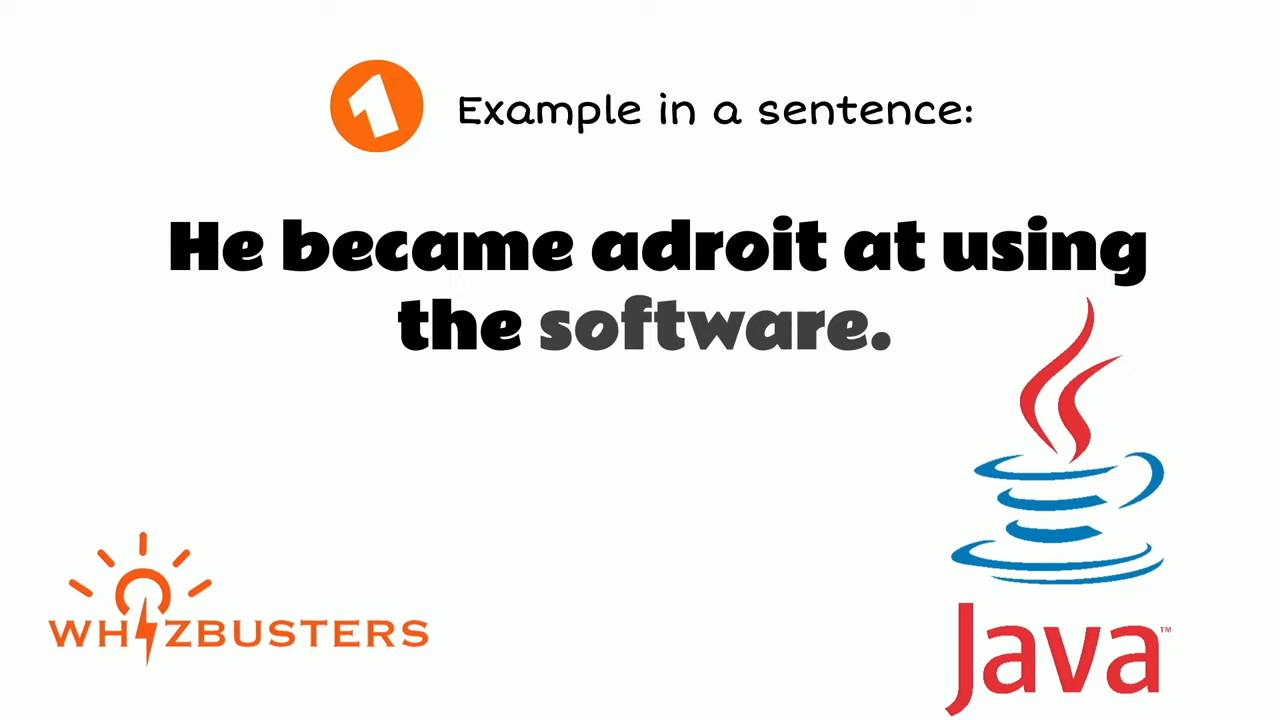 1 Example in a sentence:
He became adroit at using
the software.
WHIZBUSTERS
Java™